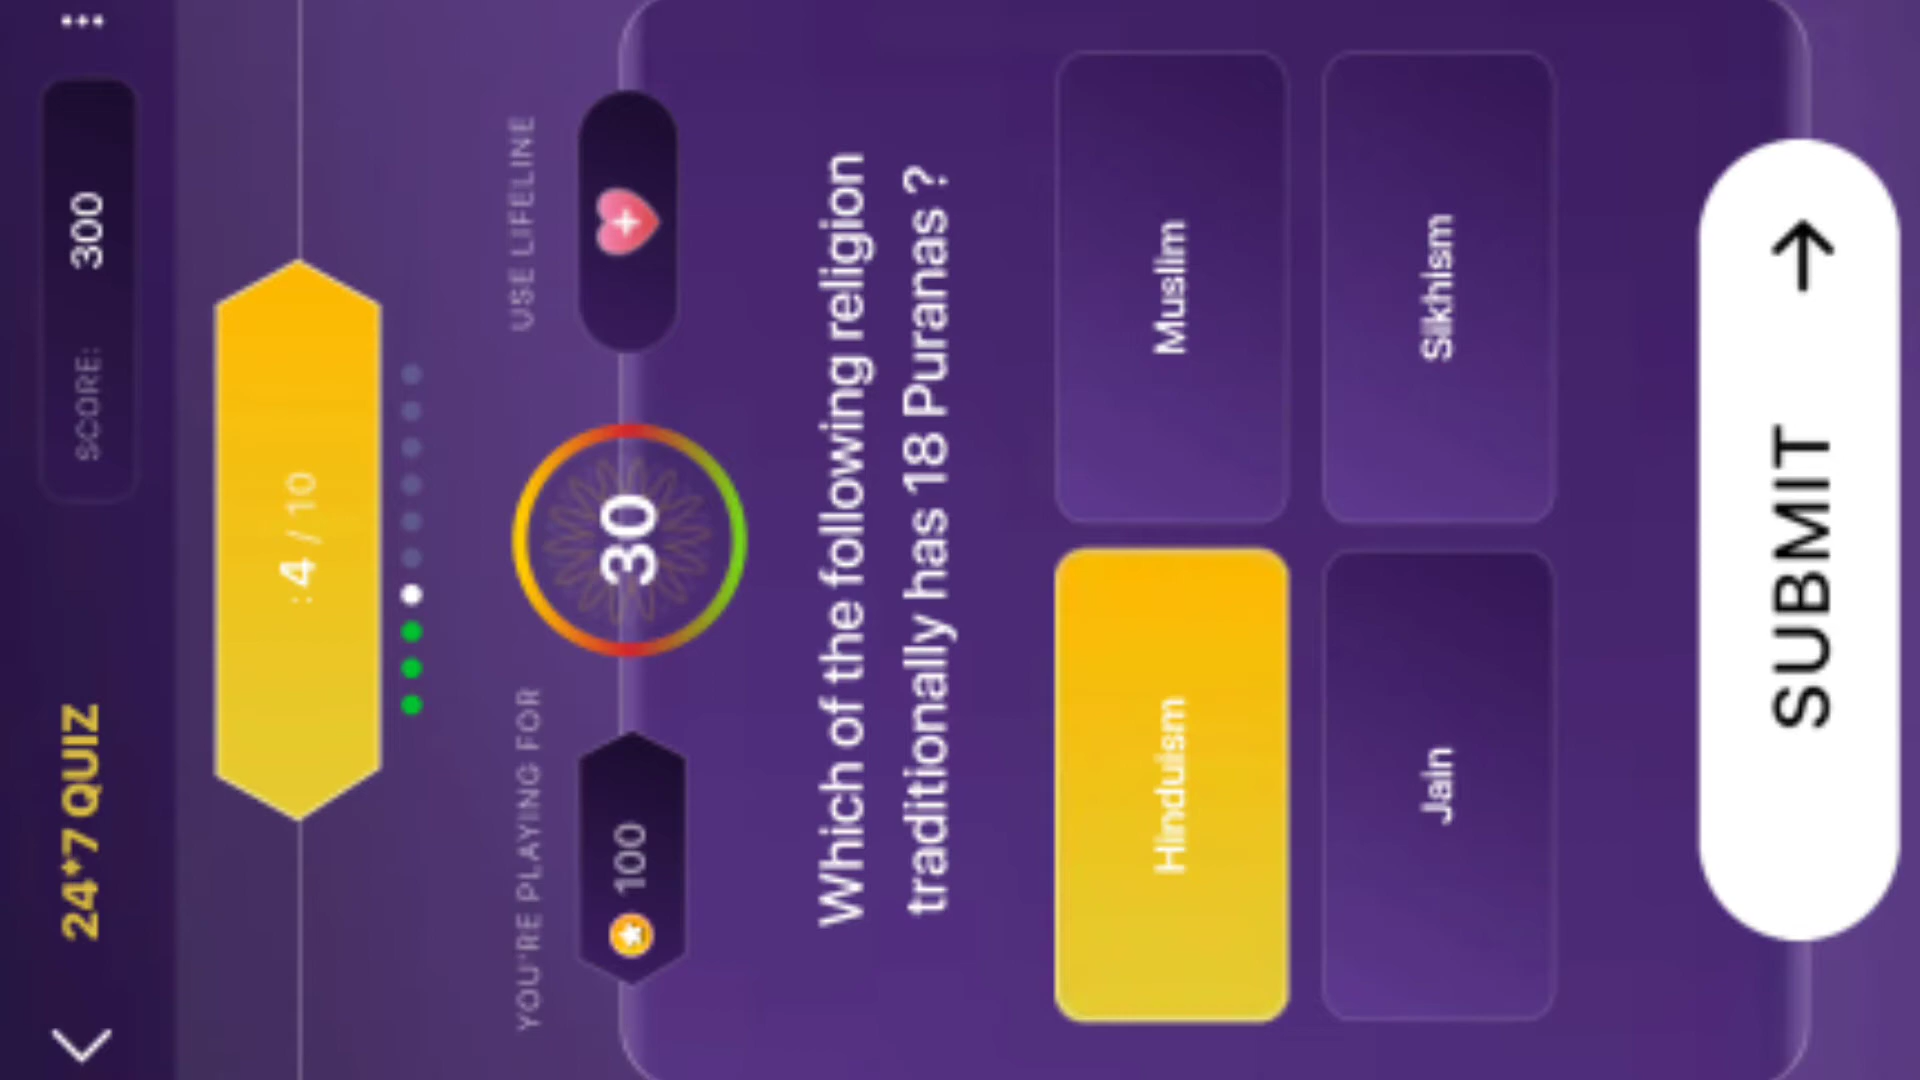 24*7 QUIZ
SCORE: 300
: 4 / 10
YOU'RE PLAYING FOR
USE LIFELINE
100
30
Which of the following religion
traditionally has 18 Puranas ?
Hinduism
Muslim
Jain
Sikhism
SUBMIT